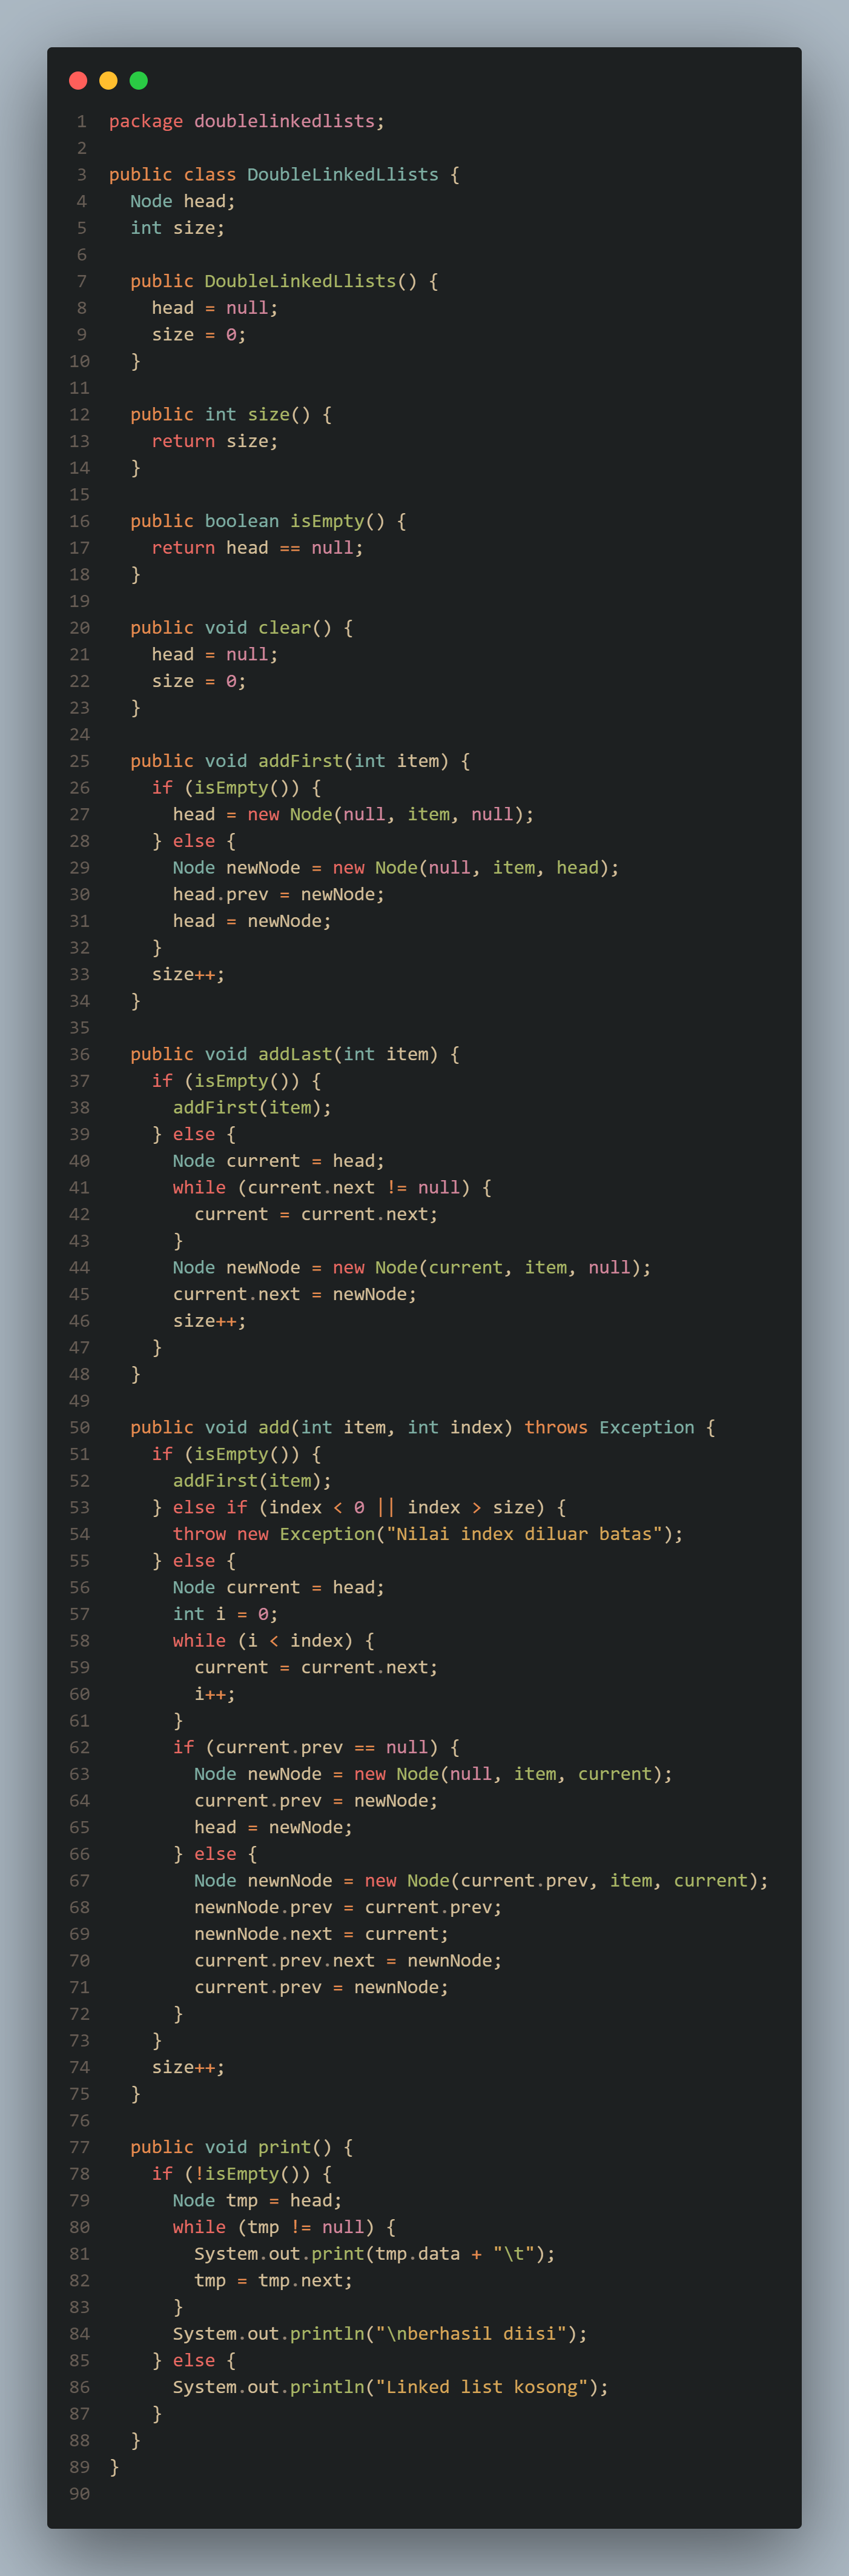 1 package doublelinkedlists;
2
3 public class DoubleLinkedLlists {
4   Node head;
5   int size;
6
7   public DoubleLinkedLlists() {
8     head = null;
9     size = 0;
10   }
11
12   public int size() {
13     return size;
14   }
15
16   public boolean isEmpty() {
17     return head == null;
18   }
19
20   public void clear() {
21     head = null;
22     size = 0;
23   }
24
25   public void addFirst(int item) {
26     if (isEmpty()) {
27       head = new Node(null, item, null);
28     } else {
29       Node newNode = new Node(null, item, head);
30       head.prev = newNode;
31       head = newNode;
32     }
33     size++;
34   }
35
36   public void addLast(int item) {
37     if (isEmpty()) {
38       addFirst(item);
39     } else {
40       Node current = head;
41       while (current.next != null) {
42         current = current.next;
43       }
44       Node newNode = new Node(current, item, null);
45       current.next = newNode;
46       size++;
47     }
48   }
49
50   public void add(int item, int index) throws Exception {
51     if (isEmpty()) {
52       addFirst(item);
53     } else if (index < 0 || index > size) {
54       throw new Exception("Nilai index diluar batas");
55     } else {
56       Node current = head;
57       int i = 0;
58       while (i < index) {
59         current = current.next;
60         i++;
61       }
62       if (current.prev == null) {
63         Node newNode = new Node(null, item, current);
64         current.prev = newNode;
65         head = newNode;
66       } else {
67         Node newnNode = new Node(current.prev, item, current);
68         newnNode.prev = current.prev;
69         newnNode.next = current;
70         current.prev.next = newnNode;
71         current.prev = newnNode;
72       }
73     }
74     size++;
75   }
76
77   public void print() {
78     if (!isEmpty()) {
79       Node tmp = head;
80       while (tmp != null) {
81         System.out.print(tmp.data + "\t");
82         tmp = tmp.next;
83       }
84       System.out.println("\nberhasil diisi");
85     } else {
86       System.out.println("Linked list kosong");
87     }
88   }
89 }
90